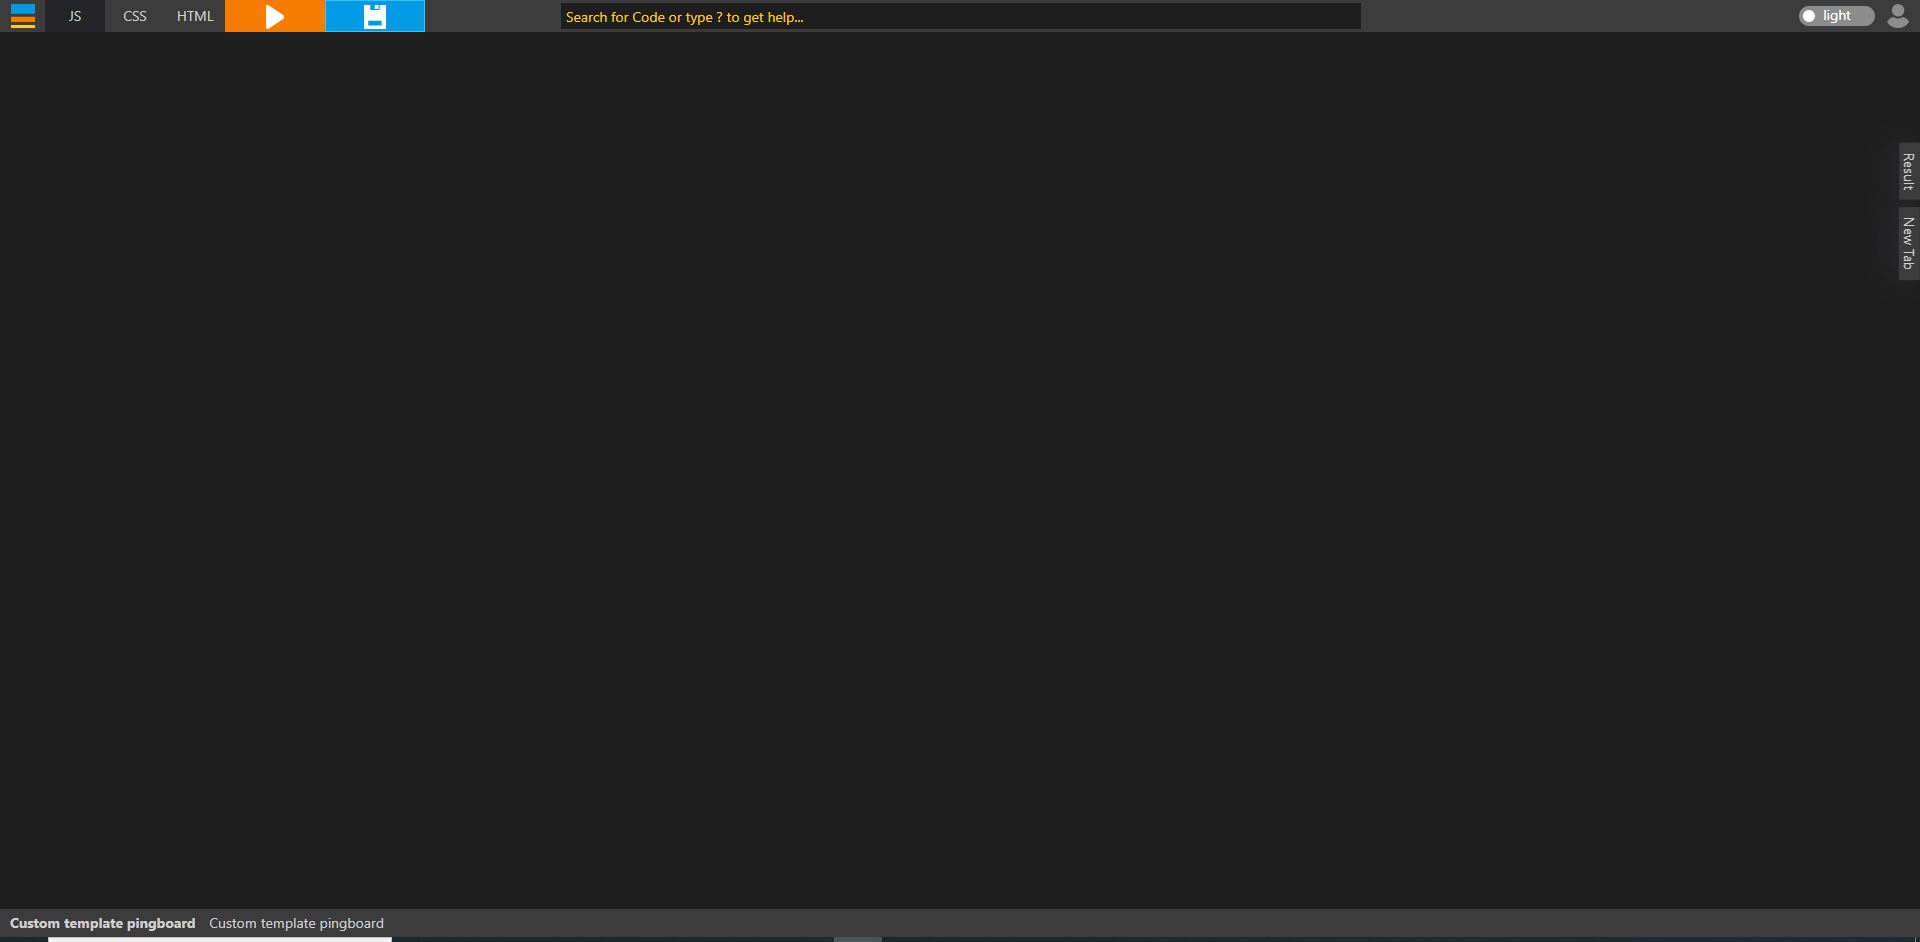 JS CSS HTML Search for Code or type ? to get help... light
Result
New Tab
Custom template pingboard Custom template pingboard